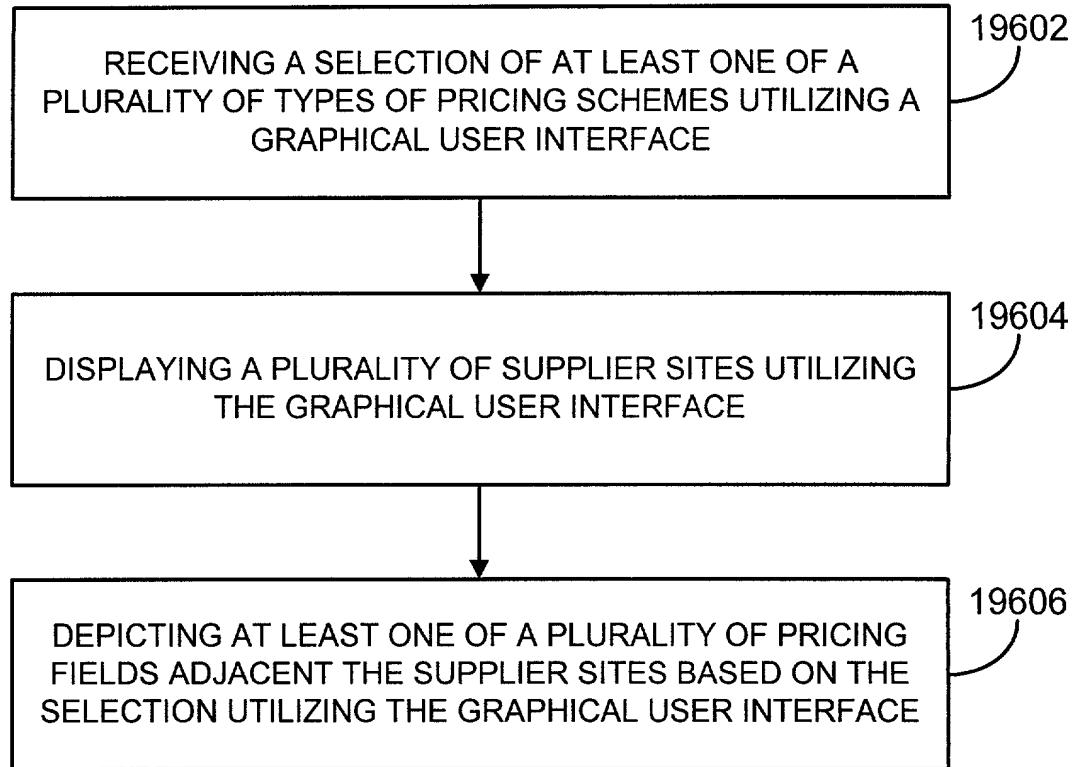 19602
RECEIVING A SELECTION OF AT LEAST ONE OF A
PLURALITY OF TYPES OF PRICING SCHEMES UTILIZING A
GRAPHICAL USER INTERFACE
19604
DISPLAYING A PLURALITY OF SUPPLIER SITES UTILIZING
THE GRAPHICAL USER INTERFACE
19606
DEPICTING AT LEAST ONE OF A PLURALITY OF PRICING
FIELDS ADJACENT THE SUPPLIER SITES BASED ON THE
SELECTION UTILIZING THE GRAPHICAL USER INTERFACE